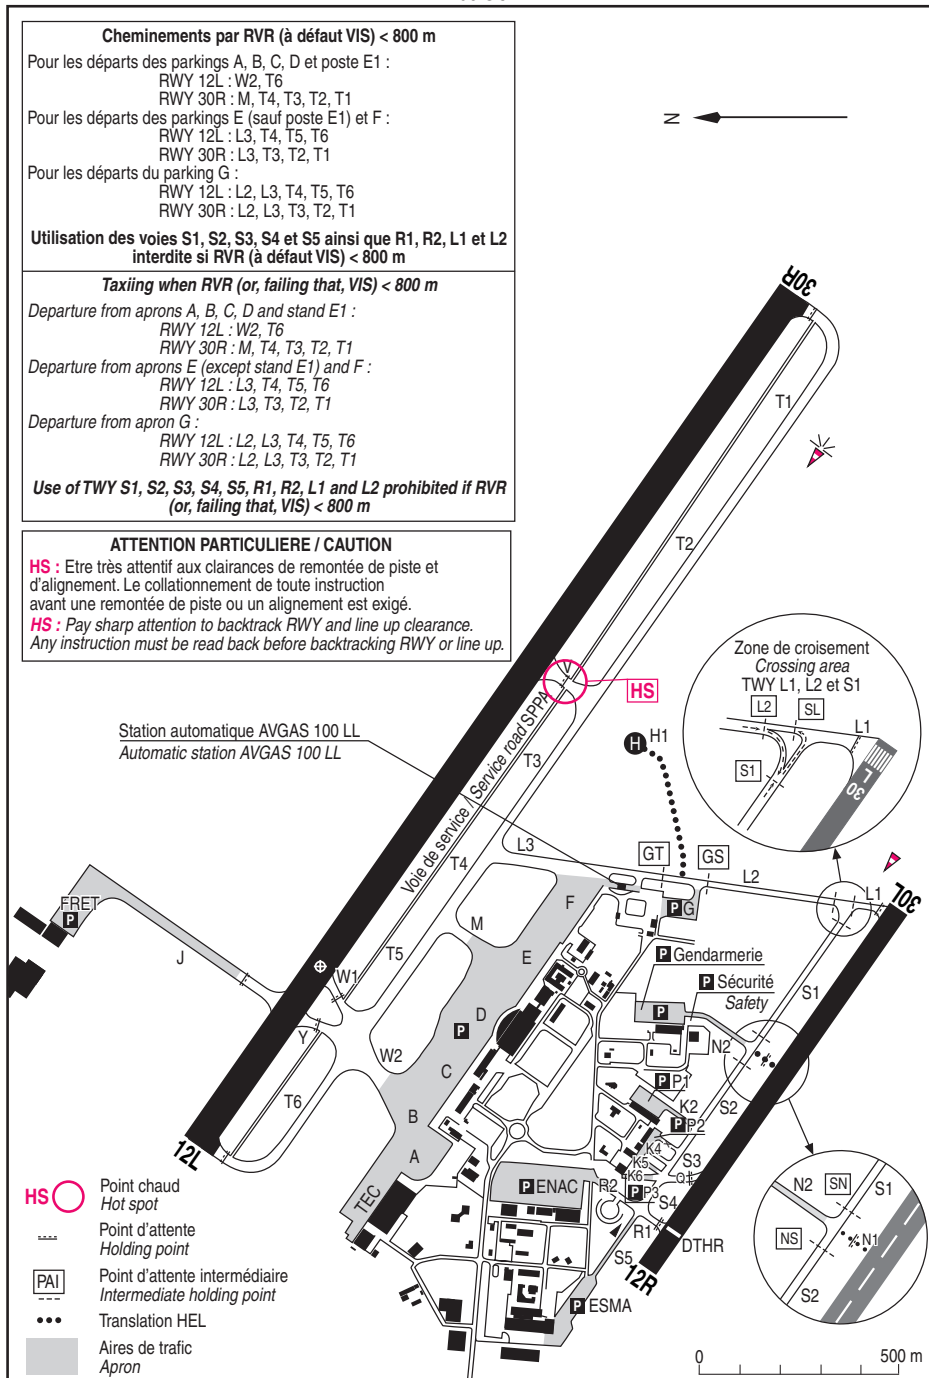 Cheminements par RVR (à défaut VIS) < 800 m
Pour les départs des parkings A, B, C, D et poste E1 :
RWY 12L : W2, T6
RWY 30R : M, T4, T3, T2, T1
Pour les départs des parkings E (sauf poste E1) et F :
RWY 12L : L3, T4, T5, T6
RWY 30R : L3, T3, T2, T1
Pour les départs du parking G :
RWY 12L : L2, L3, T4, T5, T6
RWY 30R : L2, L3, T3, T2, T1
Utilisation des voies S1, S2, S3, S4 et S5 ainsi que R1, R2, L1 et L2
interdite si RVR (à défaut VIS) < 800 m
Taxiing when RVR (or, failing that, VIS) < 800 m
Departure from aprons A, B, C, D and stand E1 :
RWY 12L : W2, T6
RWY 30R : M, T4, T3, T2, T1
Departure from aprons E (except stand E1) and F :
RWY 12L : L3, T4, T5, T6
RWY 30R : L3, T3, T2, T1
Departure from apron G :
RWY 12L : L2, L3, T4, T5, T6
RWY 30R : L2, L3, T3, T2, T1
Use of TWY S1, S2, S3, S4, S5, R1, R2, L1 and L2 prohibited if RVR
(or, failing that, VIS) < 800 m
ATTENTION PARTICULIERE / CAUTION
HS : Etre très attentif aux clairances de remontée de piste et
d'alignement. Le collationnement de toute instruction
avant une remontée de piste ou un alignement est exigé.
HS : Pay sharp attention to backtrack RWY and line up clearance.
Any instruction must be read back before backtracking RWY or line up.
N
30R
T1
T2
V
HS
Zone de croisement
Crossing area
TWY L1, L2 et S1
L2
SL
L1
S1
30
L
Station automatique AVGAS 100 LL
Automatic station AVGAS 100 LL
Voie de service / Service road SPPA
H
H1
T3
L3
T4
GT
GS
L2
L1
30L
FRET
P
J
M
F
P G
W1
T5
E
P Gendarmerie
P Sécurité
Safety
S1
P
D
P
Y
W2
C
N2
T6
P P1
K2
S2
P P2
B
K4
K5
K6
S3
Q
12L
A
P ENAC
R2
P P3
S4
TEC
R1
DTHR
S5
12R
P ESMA
N2
SN
S1
NS
N1
S2
HS
Point chaud
Hot spot
Point d'attente
Holding point
PAI
Point d'attente intermédiaire
Intermediate holding point
Translation HEL
Aires de trafic
Apron
0
500 m